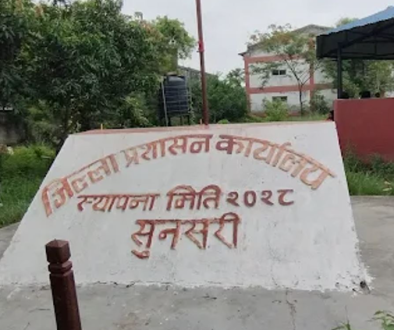 जिल्ला प्रशासन कार्यालय
स्थापना मिति २०२८
सुनसरी